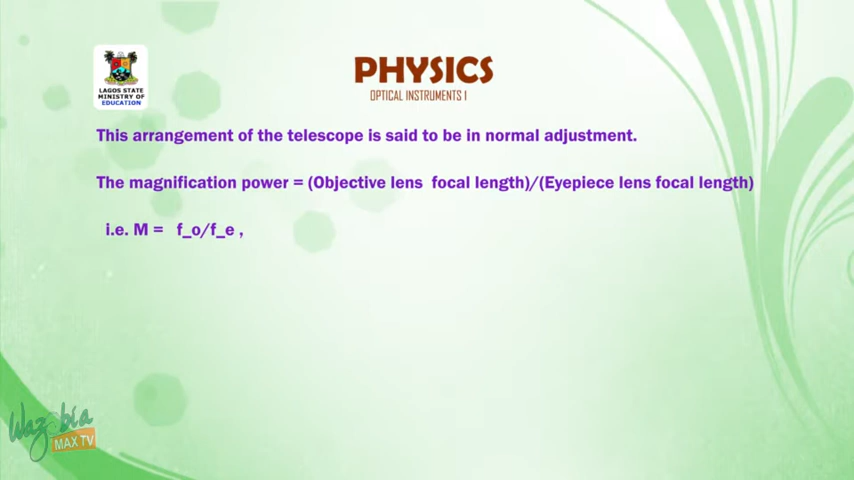 LAGOS STATE
MINISTRY OF
EDUCATION
PHYSICS
OPTICAL INSTRUMENTS 1
This arrangement of the telescope is said to be in normal adjustment.
The magnification power = (Objective lens focal length)/(Eyepiece lens focal length)
i.e. M = f_o/f_e ,
Wazobia
MAX TV